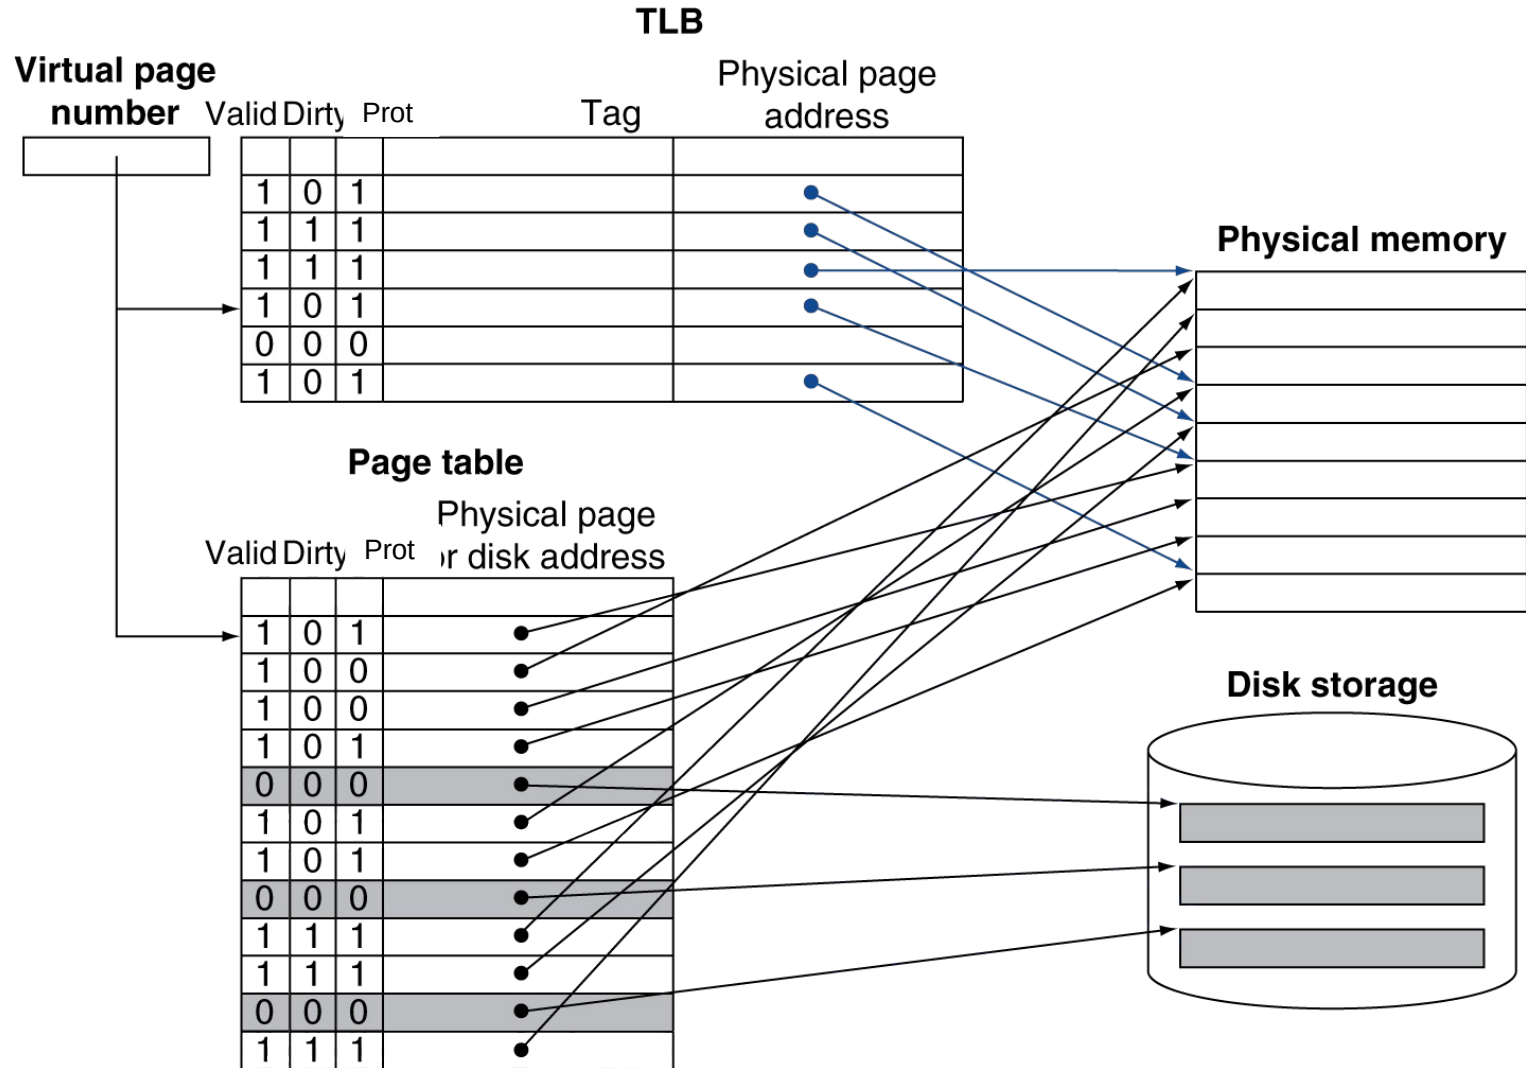 TLB
Virtual page
number
Valid Dirty Prot Tag Physical page
address
1 0 1
1 1 1
1 1 1
1 0 1
0 0 0
1 0 1
Physical memory
Page table
Valid Dirty Prot Physical page
r disk address
1 0 1
1 0 0
1 0 0
1 0 1
0 0 0
1 0 1
1 0 1
0 0 0
1 1 1
1 1 1
0 0 0
1 1 1
Disk storage